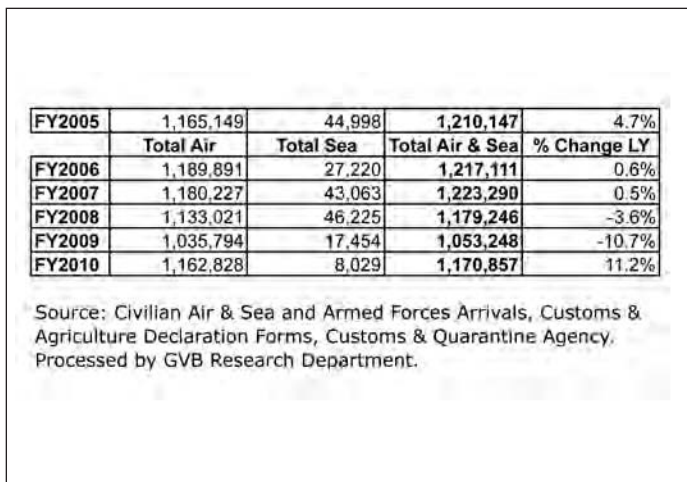 FY2005 1,165,149 44,998 1,210,147 4.7%
Total Air Total Sea Total Air & Sea % Change LY
FY2006 1,189,891 27,220 1,217,111 0.6%
FY2007 1,180,227 43,063 1,223,290 0.5%
FY2008 1,133,021 46,225 1,179,246 -3.6%
FY2009 1,035,794 17,454 1,053,248 -10.7%
FY2010 1,162,828 8,029 1,170,857 11.2%
Source: Civilian Air & Sea and Armed Forces Arrivals, Customs &
Agriculture Declaration Forms, Customs & Quarantine Agency.
Processed by GVB Research Department.